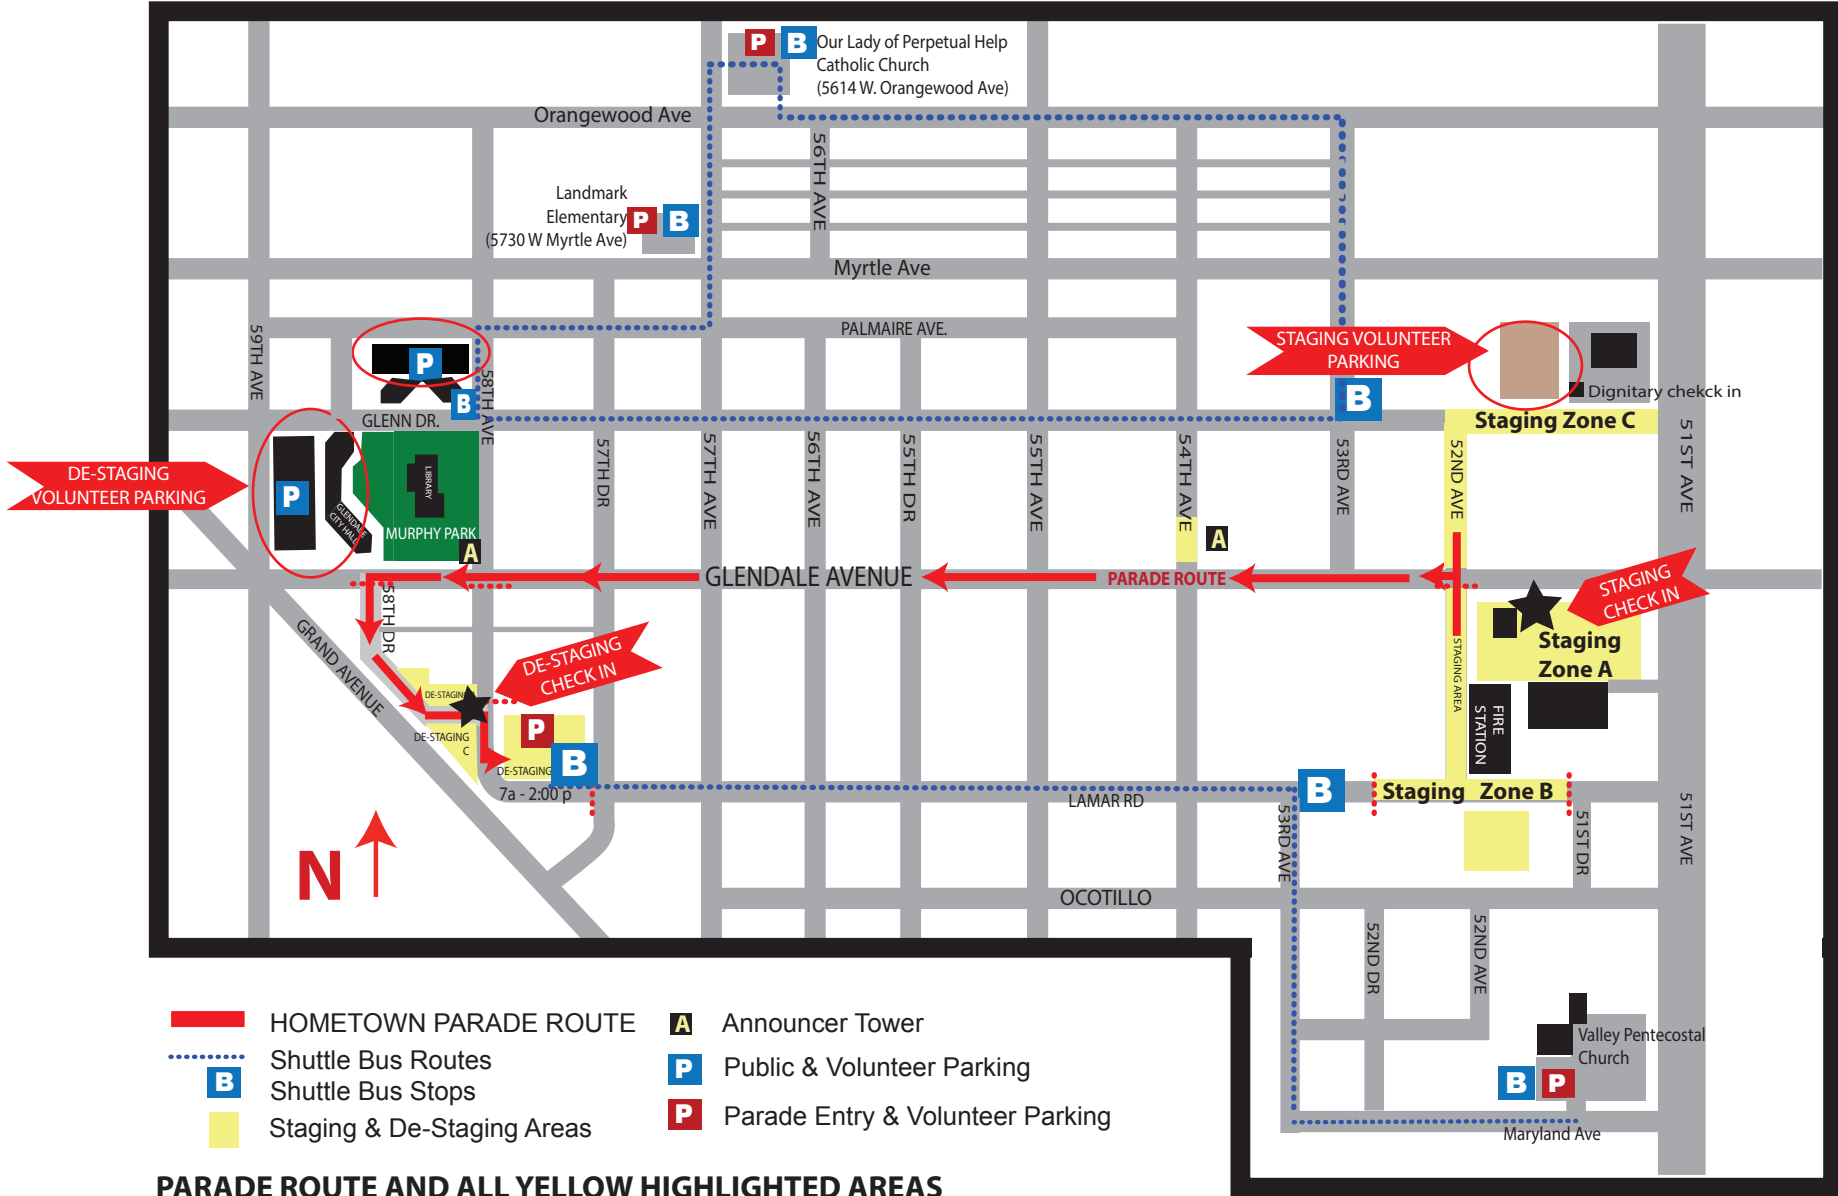 P
B
Our Lady of Perpetual Help
Catholic Church
(5614 W. Orangewood Ave)
Orangewood Ave
56TH AVE
Landmark
Elementary
(5730 W Myrtle Ave)
P
B
Myrtle Ave
PALMAIRE AVE.
59TH AVE
P
B
58TH AVE
GLENN DR.
STAGING VOLUNTEER
PARKING
B
Dignitary chekck in
Staging Zone C
DE-STAGING
VOLUNTEER PARKING
P
GLENDALE
CITY HALL
LIBRARY
MURPHY PARK
A
57TH DR
57TH AVE
56TH AVE
55TH DR
55TH AVE
54TH AVE
A
53RD AVE
52ND AVE
51ST AVE
GLENDALE AVENUE
PARADE ROUTE
STAGING
CHECK IN
58TH DR
GRAND AVENUE
DE-STAGING
CHECK IN
Staging
Zone A
STAGING AREA
FIRE
STATION
DE-STAGING
DE-STAGING
C
P
B
DE-STAGING
7a - 2:00 p
LAMAR RD
B
Staging Zone B
53RD AVE
51ST DR
51ST AVE
N
OCOTILLO
52ND DR
52ND AVE
Valley Pentecostal
Church
B
P
Maryland Ave
HOMETOWN PARADE ROUTE
Shuttle Bus Routes
B
Shuttle Bus Stops
Staging & De-Staging Areas
A
Announcer Tower
P
Public & Volunteer Parking
P
Parade Entry & Volunteer Parking
PARADE ROUTE AND ALL YELLOW HIGHLIGHTED AREAS